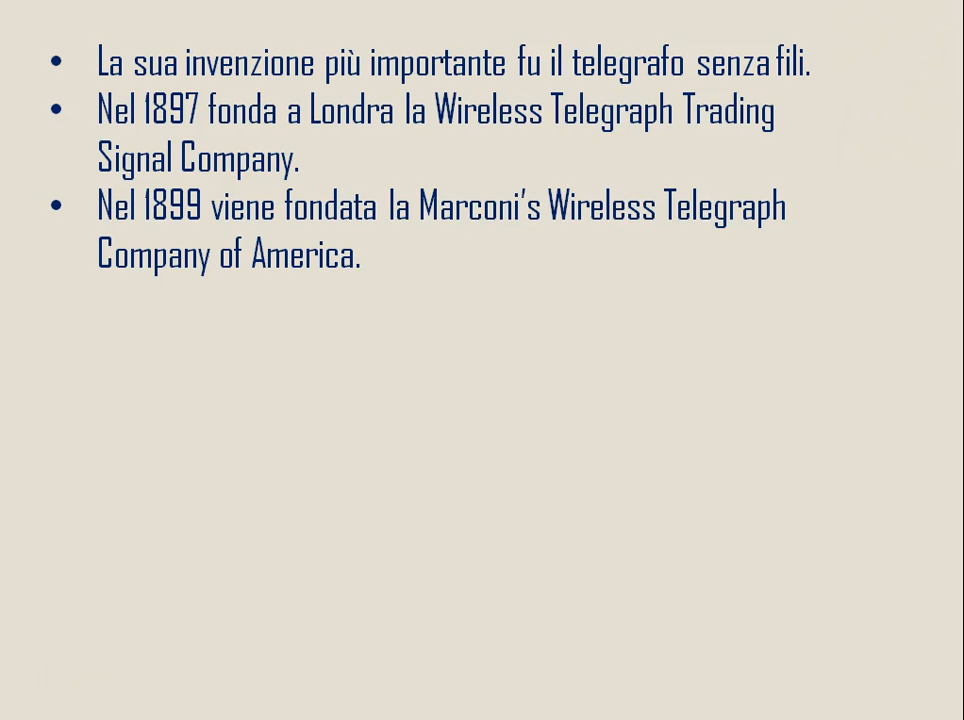 • La sua invenzione più importante fu il telegrafo senza fili.
• Nel 1897 fonda a Londra la Wireless Telegraph Trading
Signal Company.
• Nel 1899 viene fondata la Marconi's Wireless Telegraph
Company of America.